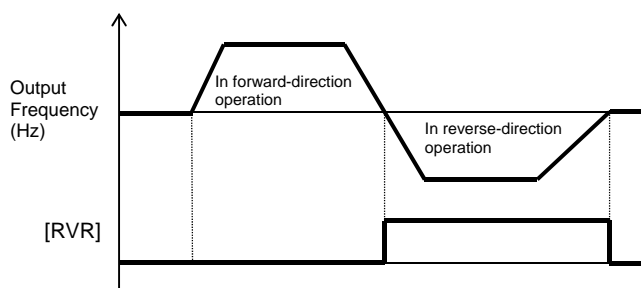 Output
Frequency
(Hz)
In forward-direction
operation
In reverse-direction
operation
[RVR]